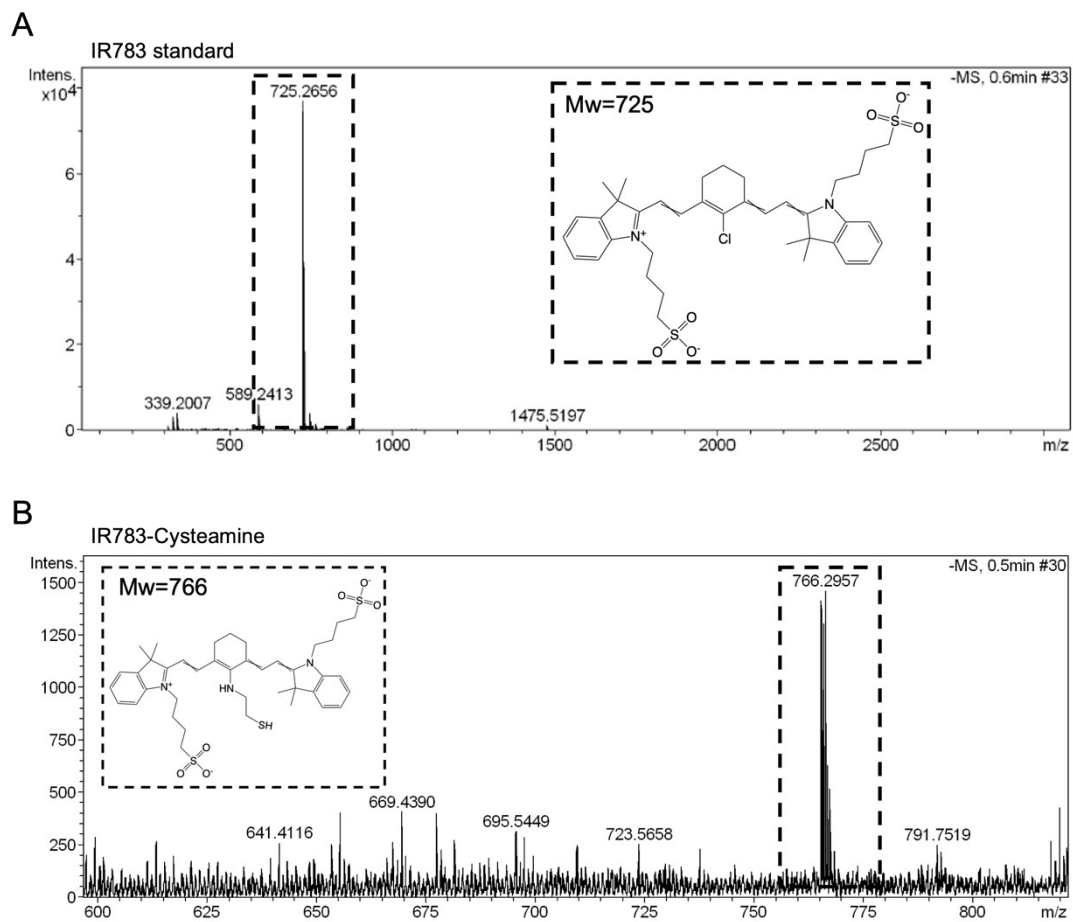 A
IR783 standard
Intens.
x10⁴
-MS, 0.6min #33
725.2656
Mw=725
O⁻
O S O
N
N⁺
Cl
O
O S O⁻
6
4
2
0
339.2007
589.2413
1475.5197
500
1000
1500
2000
2500
m/z
B
IR783-Cysteamine
Intens.
-MS, 0.5min #30
766.2957
Mw=766
O⁻
O S O
N
N⁺
HN
SH
O
O S O⁻
1500
1250
1000
750
500
250
0
641.4116
669.4390
695.5449
723.5658
791.7519
600
625
650
675
700
725
750
775
800
m/z